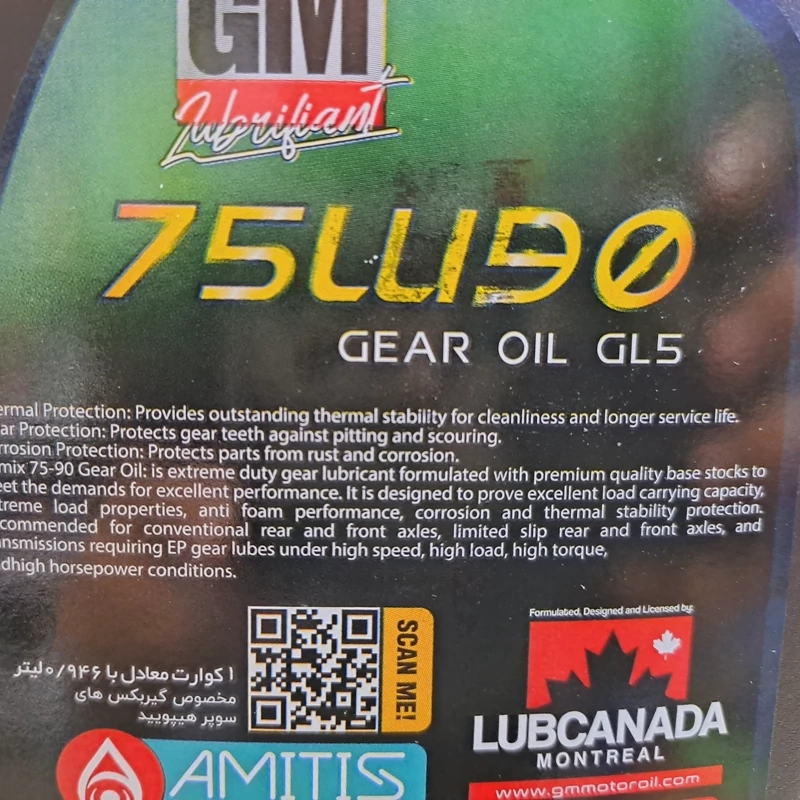 GM
Lubrifiant
75W90
GEAR OIL GL5
ermal Protection: Provides outstanding thermal stability for cleanliness and longer service life.
ar Protection: Protects gear teeth against pitting and scouring.
rrosion Protection: Protects parts from rust and corrosion.
mix 75-90 Gear Oil: is extreme duty gear lubricant formulated with premium quality base stocks to
eet the demands for excellent performance. It is designed to prove excellent load carrying capacity,
treme load properties, anti foam performance, corrosion and thermal stability protection.
commended for conventional rear and front axles, limited slip rear and front axles, and
ansmissions requiring EP gear lubes under high speed, high load, high torque,
dhigh horsepower conditions.
۱ کوارت معادل با ۰/۹۴۶ لیتر
مخصوص گیربکس های
سوپر هیپویید
SCAN ME!
AMITIS
Formulated, Designed and Licensed by:
LUBCANADA
MONTREAL
www.gmmotoroil.com